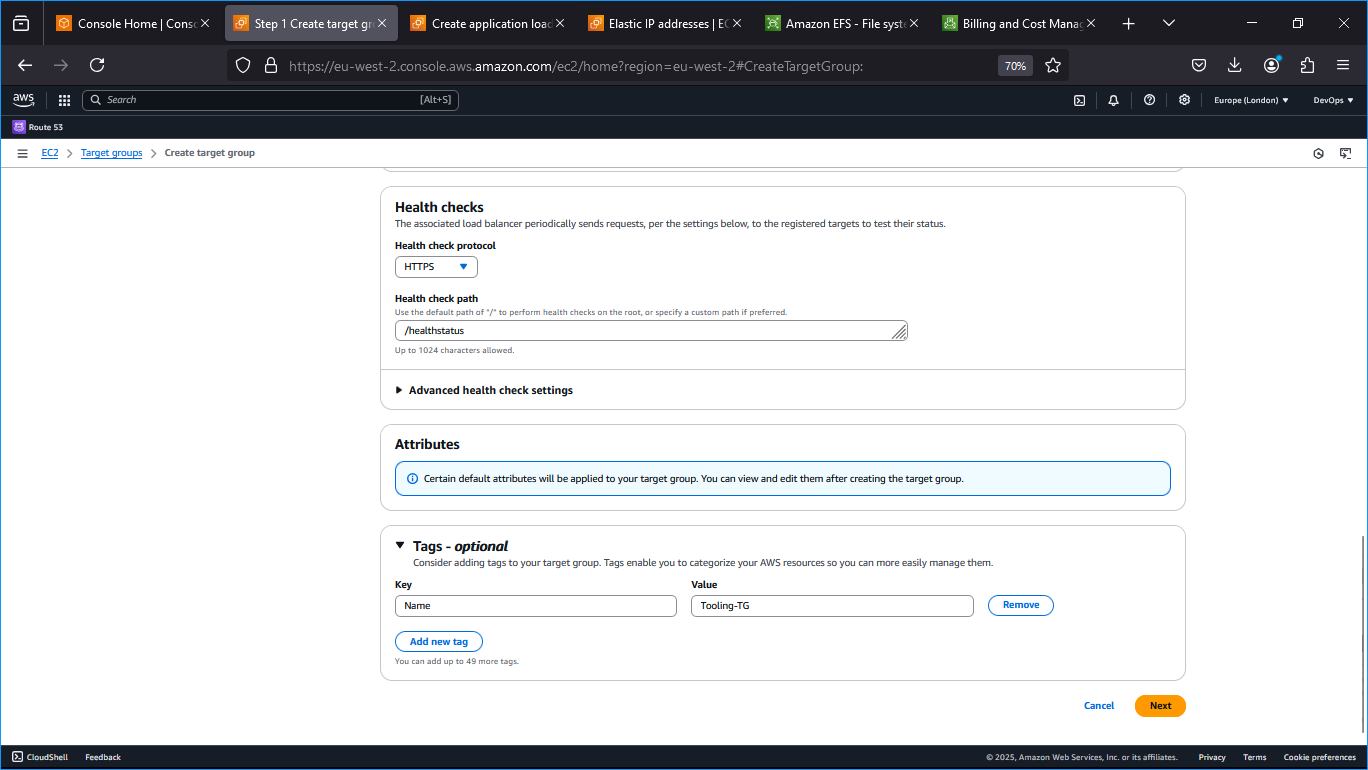 Console Home | Conso
Step 1 Create target gro
Create application load
Elastic IP addresses | EC
Amazon EFS - File syste
Billing and Cost Manag
https://eu-west-2.console.aws.amazon.com/ec2/home?region=eu-west-2#CreateTargetGroup:
70%
aws
Search
[Alt+S]
Europe (London)
DevOps
Route 53
EC2
Target groups
Create target group
Health checks
The associated load balancer periodically sends requests, per the settings below, to the registered targets to test their status.
Health check protocol
HTTPS
Health check path
Use the default path of "/" to perform health checks on the root, or specify a custom path if preferred.
/healthstatus
Up to 1024 characters allowed.
Advanced health check settings
Attributes
Certain default attributes will be applied to your target group. You can view and edit them after creating the target group.
Tags - optional
Consider adding tags to your target group. Tags enable you to categorize your AWS resources so you can more easily manage them.
Key
Value
Name
Tooling-TG
Remove
Add new tag
You can add up to 49 more tags.
Cancel
Next
CloudShell
Feedback
© 2025, Amazon Web Services, Inc. or its affiliates.
Privacy
Terms
Cookie preferences